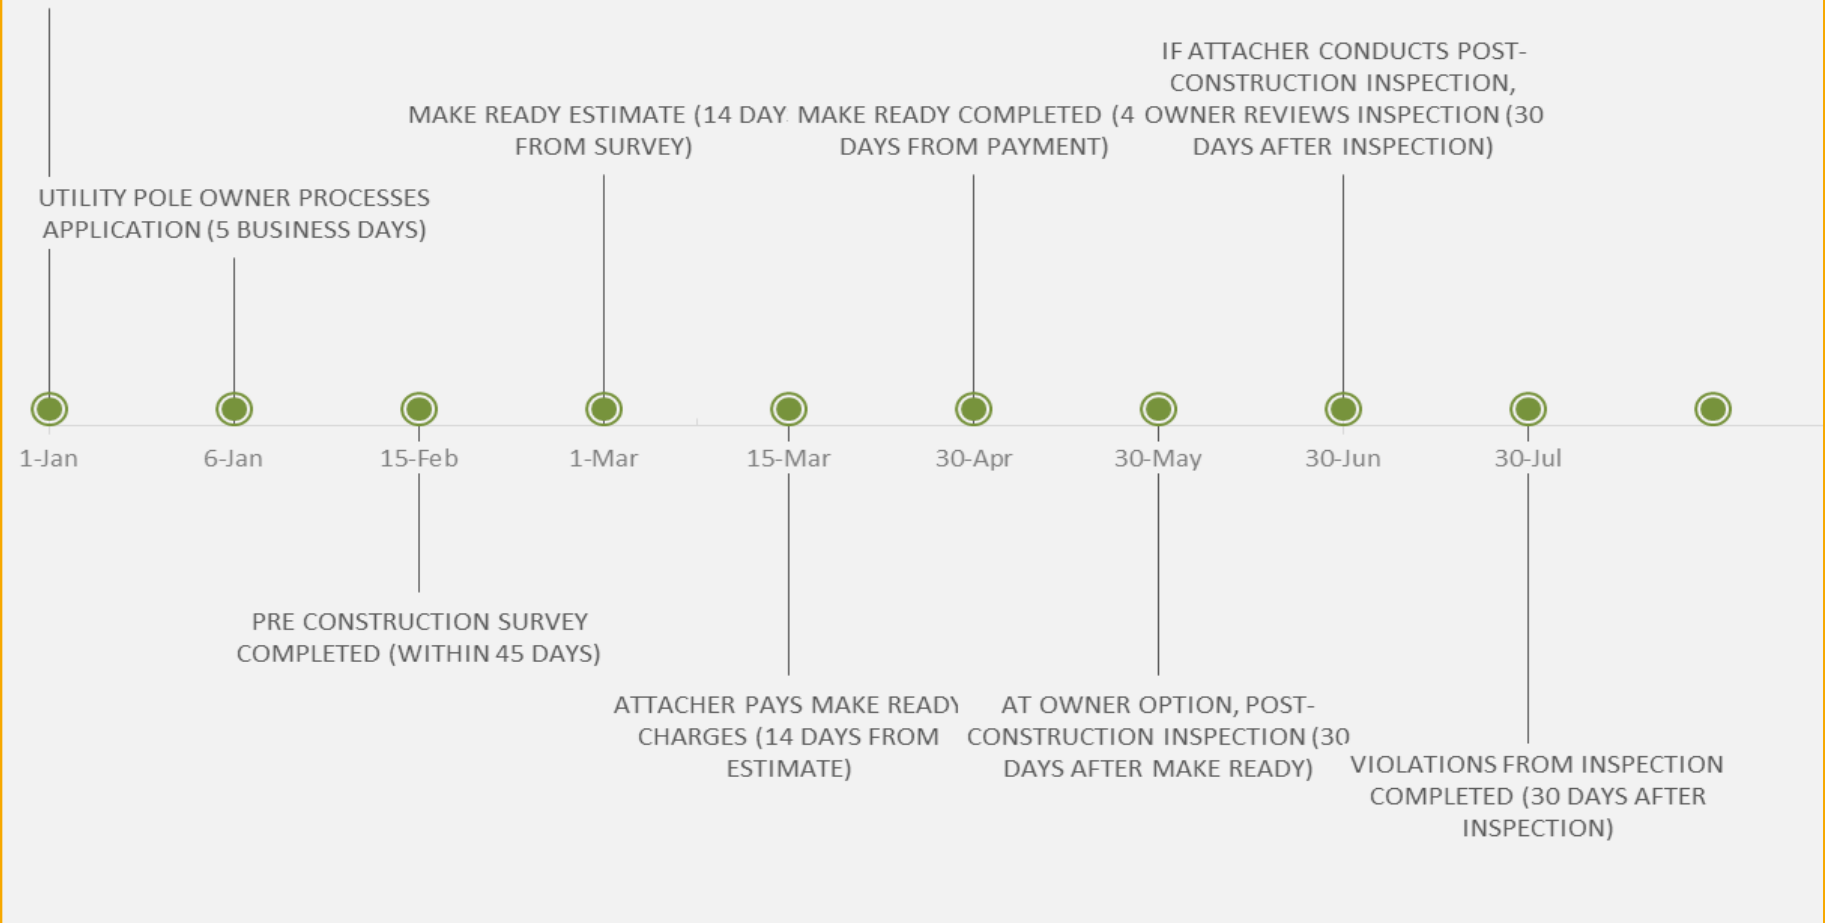 IF ATTACHER CONDUCTS POST-
CONSTRUCTION INSPECTION,
OWNER REVIEWS INSPECTION (30
DAYS AFTER INSPECTION)
MAKE READY ESTIMATE (14 DAY
FROM SURVEY)
MAKE READY COMPLETED (4
DAYS FROM PAYMENT)
UTILITY POLE OWNER PROCESSES
APPLICATION (5 BUSINESS DAYS)
1-Jan
6-Jan
15-Feb
1-Mar
15-Mar
30-Apr
30-May
30-Jun
30-Jul
PRE CONSTRUCTION SURVEY
COMPLETED (WITHIN 45 DAYS)
ATTACHER PAYS MAKE READY
CHARGES (14 DAYS FROM
ESTIMATE)
AT OWNER OPTION, POST-
CONSTRUCTION INSPECTION (30
DAYS AFTER MAKE READY)
VIOLATIONS FROM INSPECTION
COMPLETED (30 DAYS AFTER
INSPECTION)